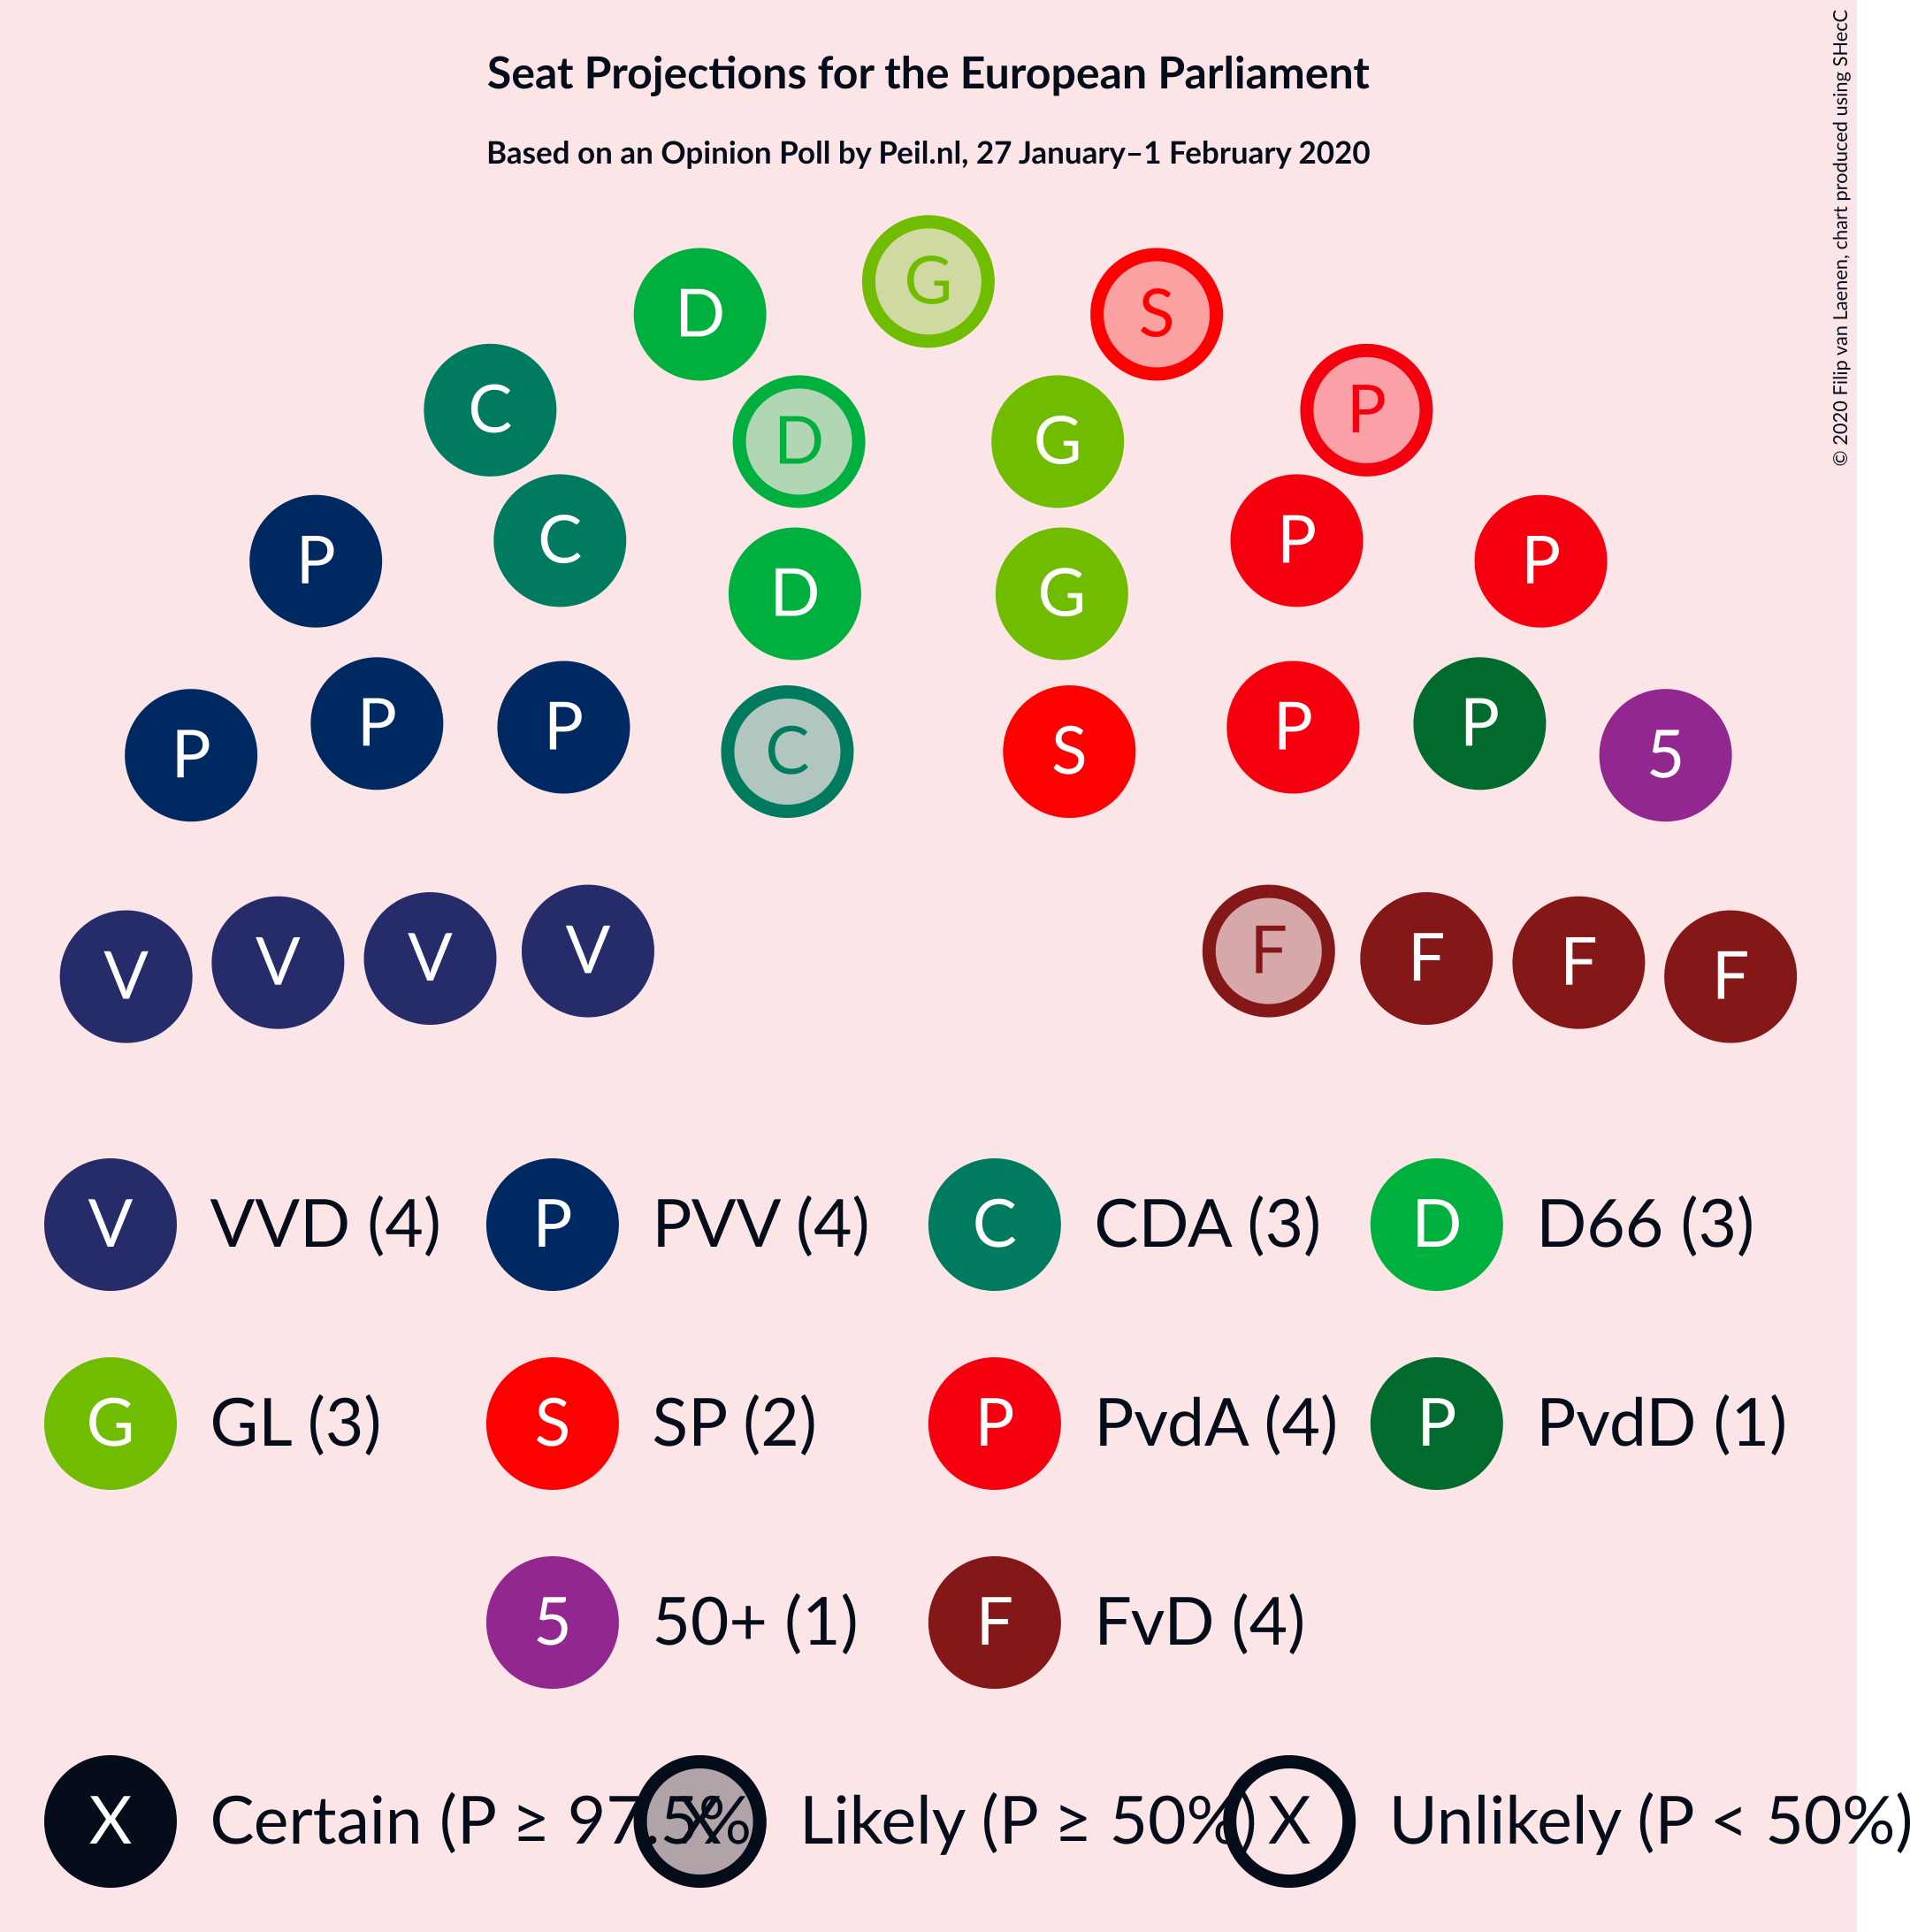 Seat Projections for the European Parliament
Based on an Opinion Poll by Peil.nl, 27 January–1 February 2020
© 2020 Filip van Laenen, chart produced using SHecC
G
D S
C P
D G
P C P P
D G
P P P C S P P 5
V V V V F F F F
V VVD (4) P PVV (4) C CDA (3) D D66 (3)
G GL (3) S SP (2) P PvdA (4) P PvdD (1)
5 50+ (1) F FvD (4)
X Certain (P ≥ 97.5% X Likely (P ≥ 50%) X Unlikely (P < 50%)